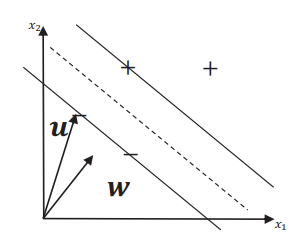 x₂
+ +
u −
−
w
x₁